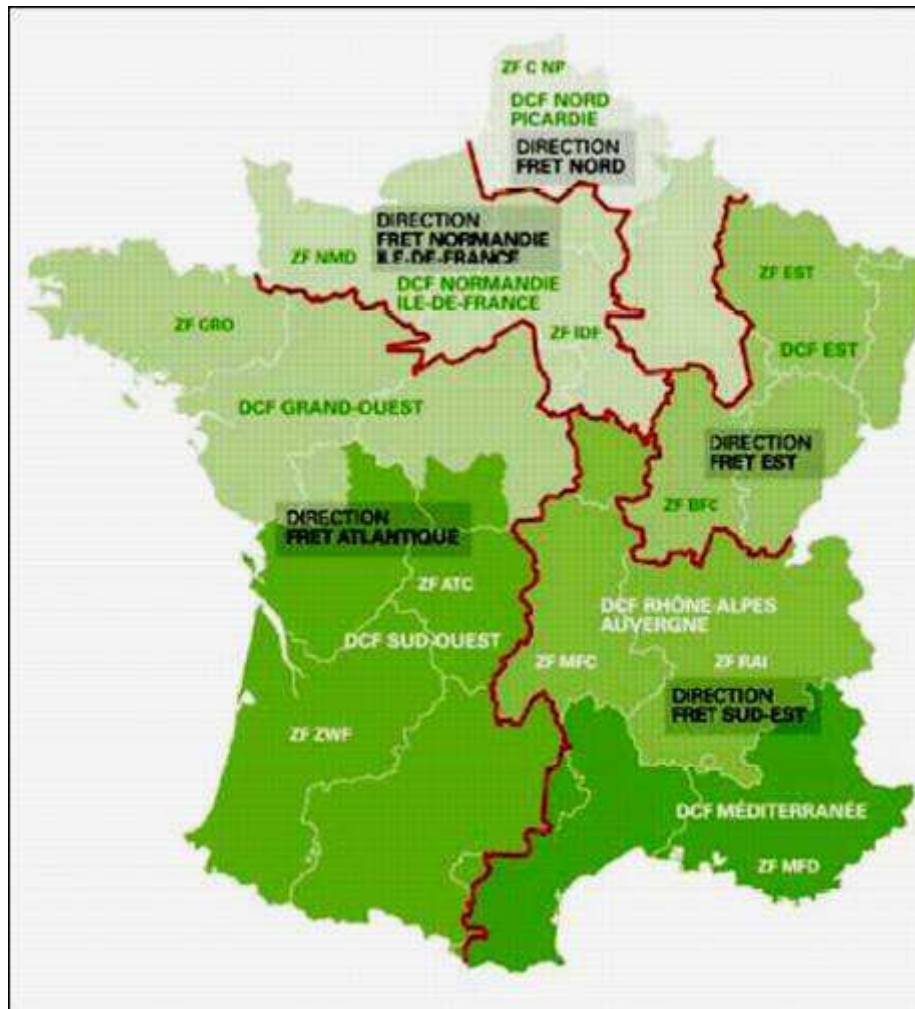 ZF C NP
DCF NORD
PICARDIE
DIRECTION
FRET NORD
DIRECTION
FRET NORMANDIE
ILE-DE-FRANCE
ZF NMD
DCF NORMANDIE
ILE-DE-FRANCE
ZF EST
ZF GRO
ZF IDF
DCF EST
DCF GRAND-OUEST
DIRECTION
FRET EST
ZF BFC
DIRECTION
FRET ATLANTIQUE
ZF ATC
DCF RHÔNE ALPES
AUVERGNE
DCF SUD-OUEST
ZF MFC
ZF RAI
DIRECTION
FRET SUD-EST
ZF ZWF
DCF MÉDITERRANÉE
ZF MFD